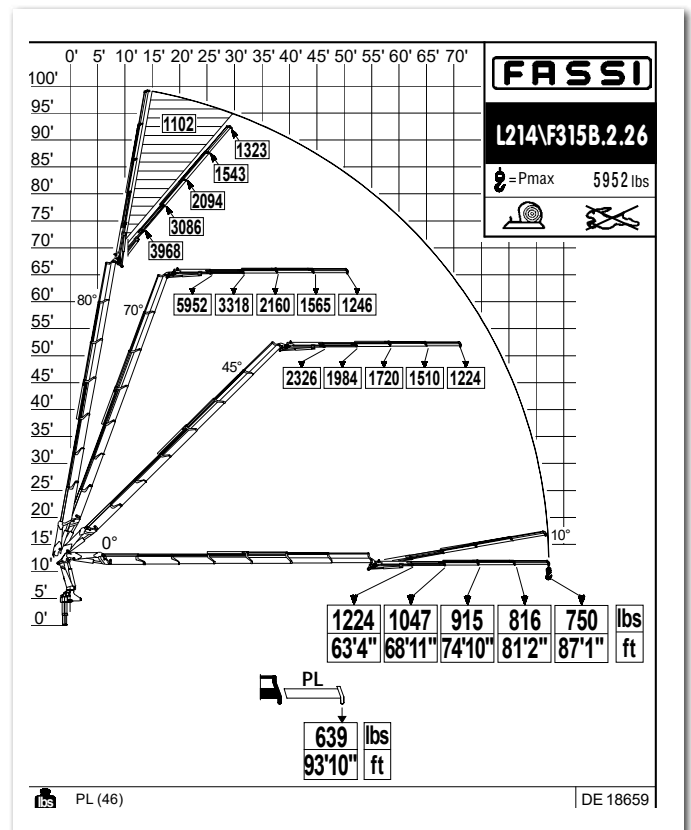 0' 5' 10' 15' 20' 25' 30' 35' 40' 45' 50' 55' 60' 65' 70'
FASSI
L214\F315B.2.26
=Pmax 5952 lbs
100'
95'
90'
85'
80'
75'
70'
65'
60'
55'
50'
45'
40'
35'
30'
25'
20'
15'
10'
5'
0'
1102
1323
1543
2094
3086
3968
80°
70°
5952 3318 2160 1565 1246
45°
2326 1984 1720 1510 1224
0°
10°
1224 1047 915 816 750 lbs
63'4" 68'11" 74'10" 81'2" 87'1" ft
PL
639 lbs
93'10" ft
lbs PL (46) DE 18659